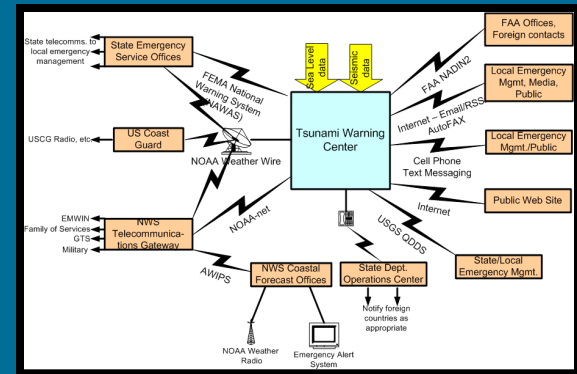 State telecomms. to
local emergency
management
State Emergency
Service Offices
FEMA National
Warning System
(NAWAS)
Sea Level
data
Seismic
data
FAA NADIN2
FAA Offices,
Foreign contacts
Internet – Email/RSS
AutoFAX
Local Emergency
Mgmt, Media,
Public
USCG Radio, etc
US Coast
Guard
NOAA Weather Wire
Tsunami Warning
Center
Cell Phone
Text Messaging
Local Emergency
Mgmt./Public
Internet
Public Web Site
EMWIN
Family of Services
GTS
Military
NWS
Telecommunica-
tions Gateway
NOAA-net
USGS QDDS
State/Local
Emergency Mgmt.
AWIPS
NWS Coastal
Forecast Offices
State Dept.
Operations Center
Notify foreign
countries as
appropriate
NOAA Weather
Radio
Emergency Alert
System